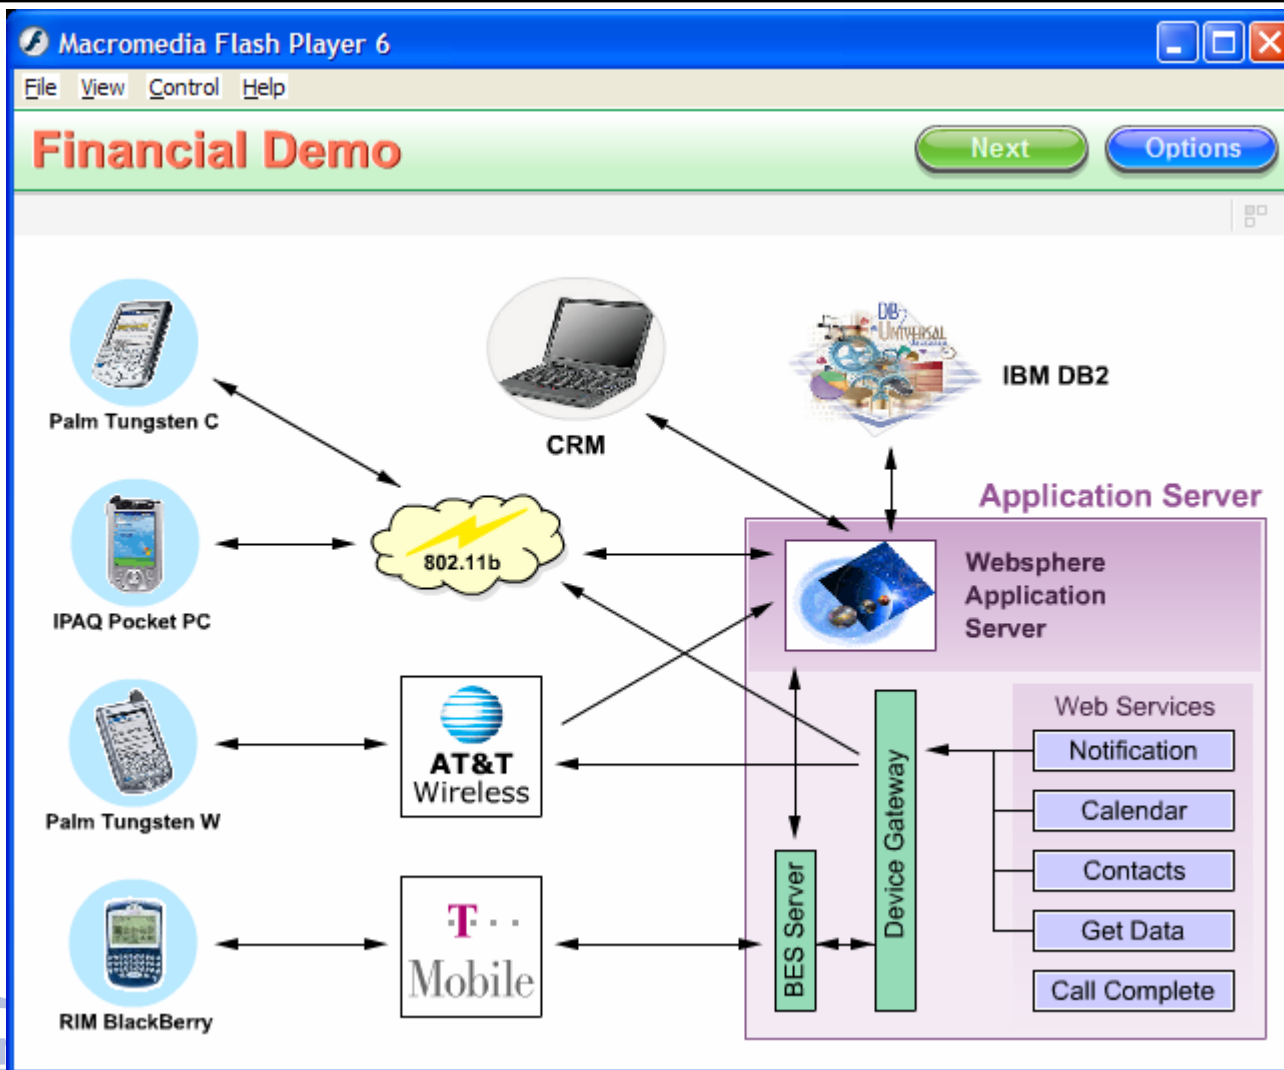 Macromedia Flash Player 6
File View Control Help
Financial Demo
Next
Options
Palm Tungsten C
CRM
DB2
UNIVERSAL
IBM DB2
IPAQ Pocket PC
802.11b
Application Server
Websphere
Application
Server
Palm Tungsten W
AT&T
Wireless
Web Services
Notification
Calendar
Contacts
Get Data
Call Complete
Device Gateway
BES Server
RIM BlackBerry
T
Mobile